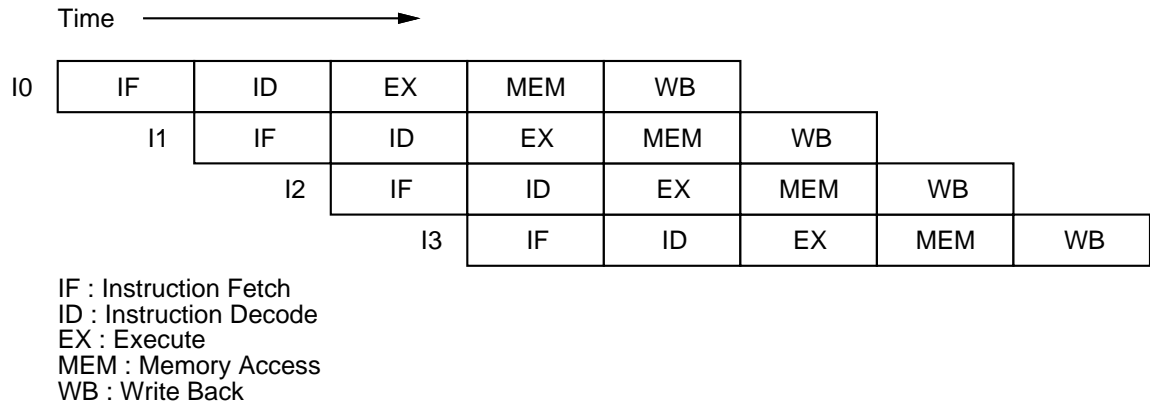 Time
I0 IF ID EX MEM WB
I1 IF ID EX MEM WB
I2 IF ID EX MEM WB
I3 IF ID EX MEM WB
IF : Instruction Fetch
ID : Instruction Decode
EX : Execute
MEM : Memory Access
WB : Write Back